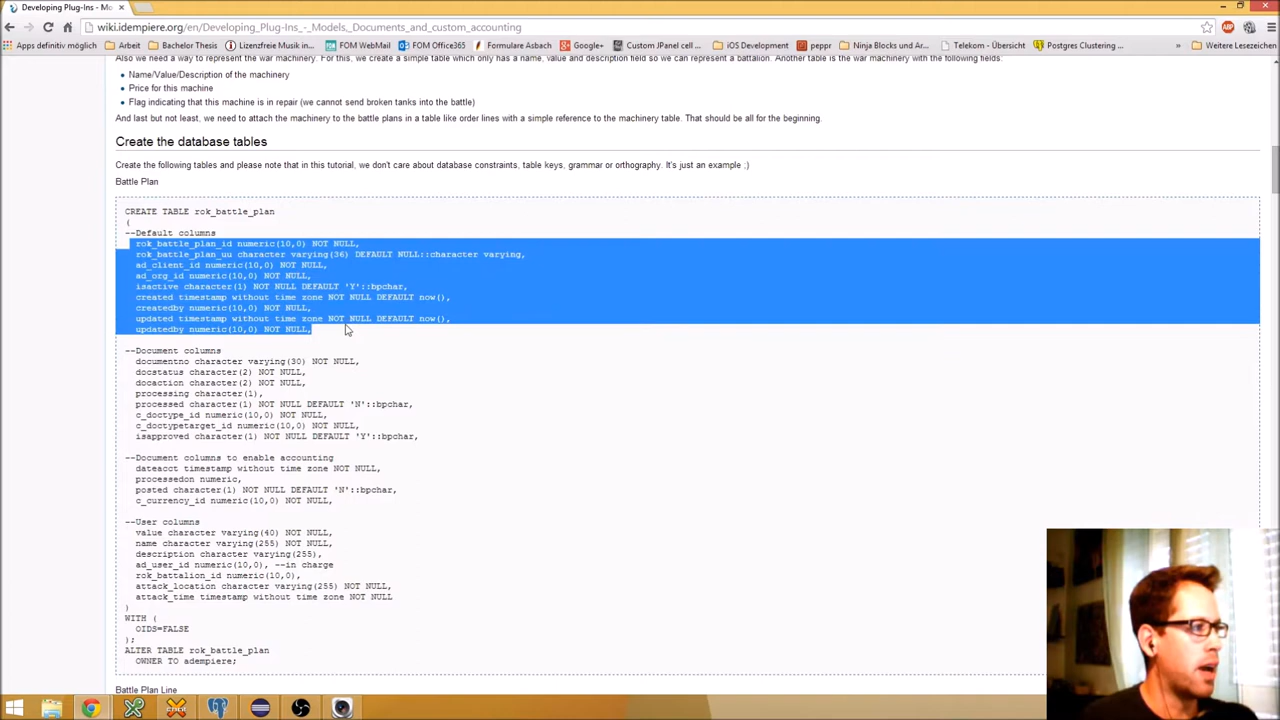 Developing Plug-Ins - Mo
wiki.idempiere.org/en/Developing_Plug-Ins_-_Models,_Documents_and_custom_accounting
Apps definitiv möglich
Arbeit
Bachelor Thesis
Lizenzfreie Musik in...
FOM WebMail
FOM Office365
Formulare Asbach
Google+
Custom JPanel cel...
iOS Development
peppr
Ninja Blocks und Ar...
Telekom - Übersicht
Postgres Clustering ...
»
Weitere Lesezeichen
Also we need a way to represent the war machinery. For this, we create a simple table which only has a name, value and description field so we can represent a battalion. Another table is the war machinery with the following fields:
Name/Value/Description of the machinery
Price for this machine
Flag indicating that this machine is in repair (we cannot send broken tanks into the battle)
And last but not least, we need to attach the machinery to the battle plans in a table like order lines with a simple reference to the machinery table. That should be all for the beginning.
Create the database tables
Create the following tables and please note that in this tutorial, we don't care about database constraints, table keys, grammar or orthography. It's just an example ;)
Battle Plan
CREATE TABLE rok_battle_plan
(
--Default columns
rok_battle_plan_id numeric(10,0) NOT NULL,
rok_battle_plan_uu character varying(36) DEFAULT NULL::character varying,
ad_client_id numeric(10,0) NOT NULL,
ad_org_id numeric(10,0) NOT NULL,
isactive character(1) NOT NULL DEFAULT 'Y'::bpchar,
created timestamp without time zone NOT NULL DEFAULT now(),
createdby numeric(10,0) NOT NULL,
updated timestamp without time zone NOT NULL DEFAULT now(),
updatedby numeric(10,0) NOT NULL,
--Document columns
documentno character varying(30) NOT NULL,
docstatus character(2) NOT NULL,
docaction character(2) NOT NULL,
processing character(1),
processed character(1) NOT NULL DEFAULT 'N'::bpchar,
c_doctype_id numeric(10,0) NOT NULL,
c_doctypetarget_id numeric(10,0) NOT NULL,
isapproved character(1) NOT NULL DEFAULT 'Y'::bpchar,
--Document columns to enable accounting
dateacct timestamp without time zone NOT NULL,
processedon numeric,
posted character(1) NOT NULL DEFAULT 'N'::bpchar,
c_currency_id numeric(10,0) NOT NULL,
--User columns
value character varying(40) NOT NULL,
name character varying(255) NOT NULL,
description character varying(255),
ad_user_id numeric(10,0), --in charge
rok_battalion_id numeric(10,0),
attack_location character varying(255) NOT NULL,
attack_time timestamp without time zone NOT NULL
)
WITH (
OIDS=FALSE
);
ALTER TABLE rok_battle_plan
OWNER TO adempiere;
Battle Plan Line